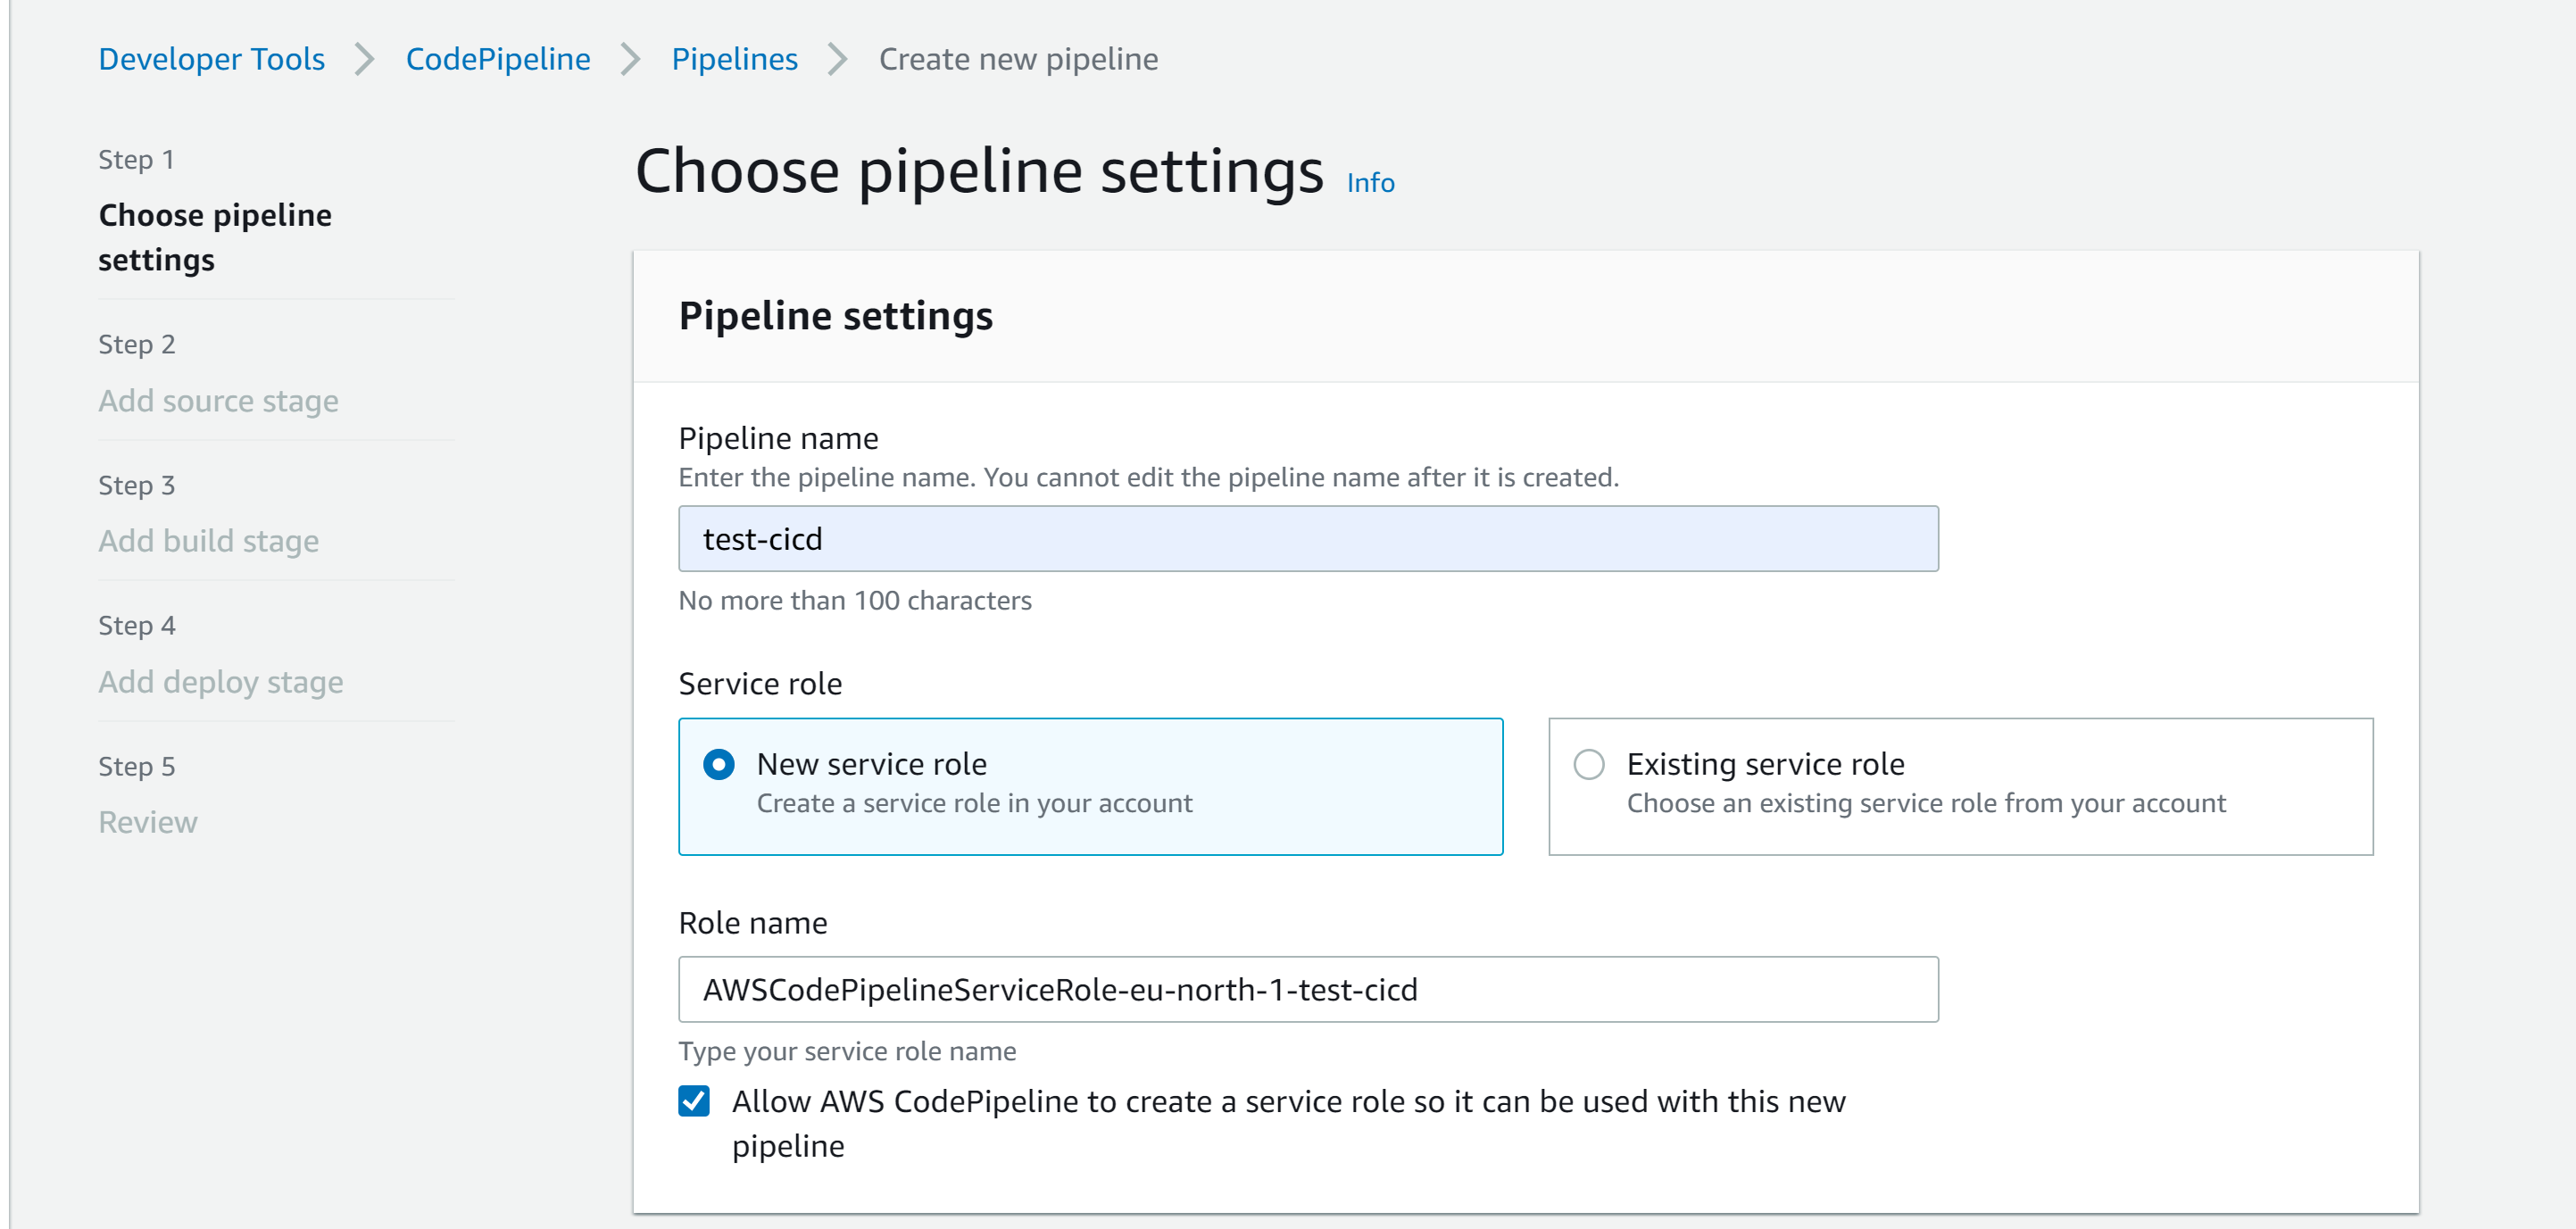 Developer Tools > CodePipeline > Pipelines > Create new pipeline
Step 1
Choose pipeline
settings
Step 2
Add source stage
Step 3
Add build stage
Step 4
Add deploy stage
Step 5
Review
Choose pipeline settings Info
Pipeline settings
Pipeline name
Enter the pipeline name. You cannot edit the pipeline name after it is created.
test-cicd
No more than 100 characters
Service role
New service role
Create a service role in your account
Existing service role
Choose an existing service role from your account
Role name
AWSCodePipelineServiceRole-eu-north-1-test-cicd
Type your service role name
Allow AWS CodePipeline to create a service role so it can be used with this new
pipeline